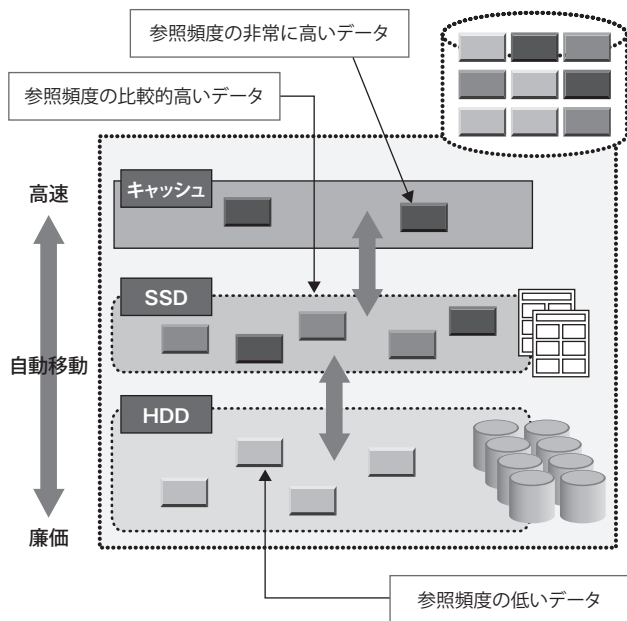 参照頻度の非常に高いデータ
参照頻度の比較的高いデータ
高速
キャッシュ
SSD
自動移動
HDD
廉価
参照頻度の低いデータ